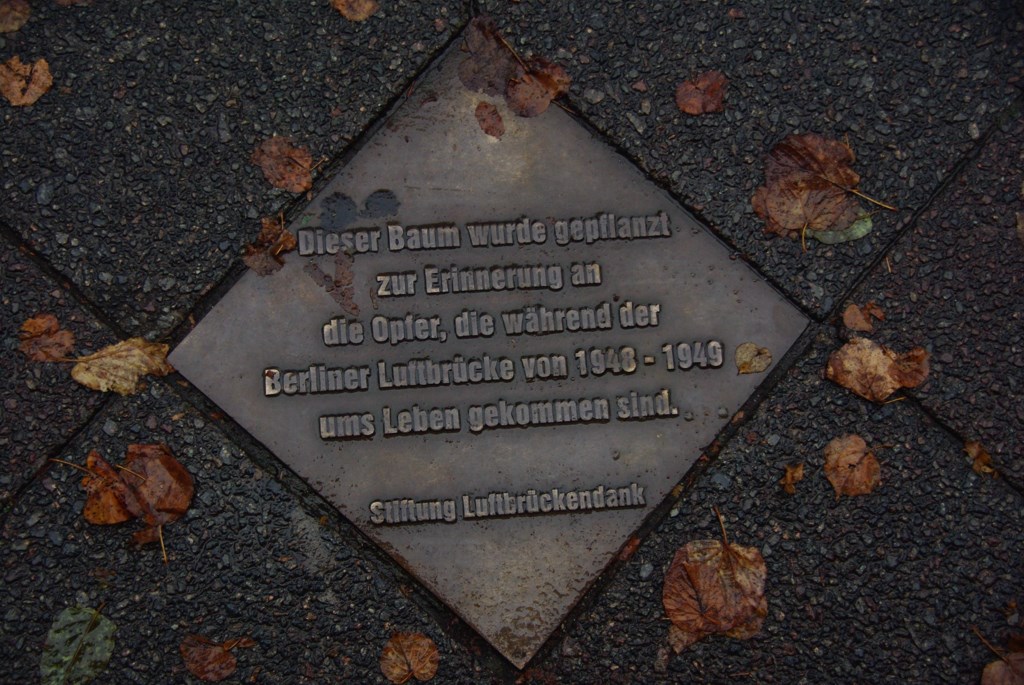 Dieser Baum wurde gepflanzt
zur Erinnerung an
die Opfer, die während der
Berliner Luftbrücke von 1948 - 1949
ums Leben gekommen sind.
Stiftung Luftbrückendank